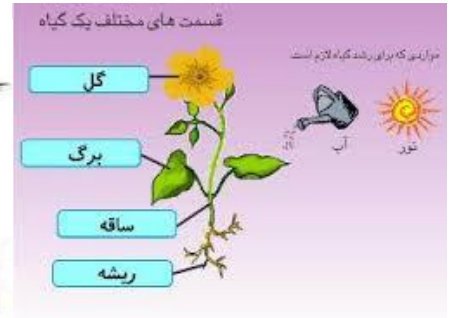 قسمت های مختلف یک گیاه
مواردی که برای رشد گیاه لازم است
گل
آب
نور
برگ
ساقه
ریشه